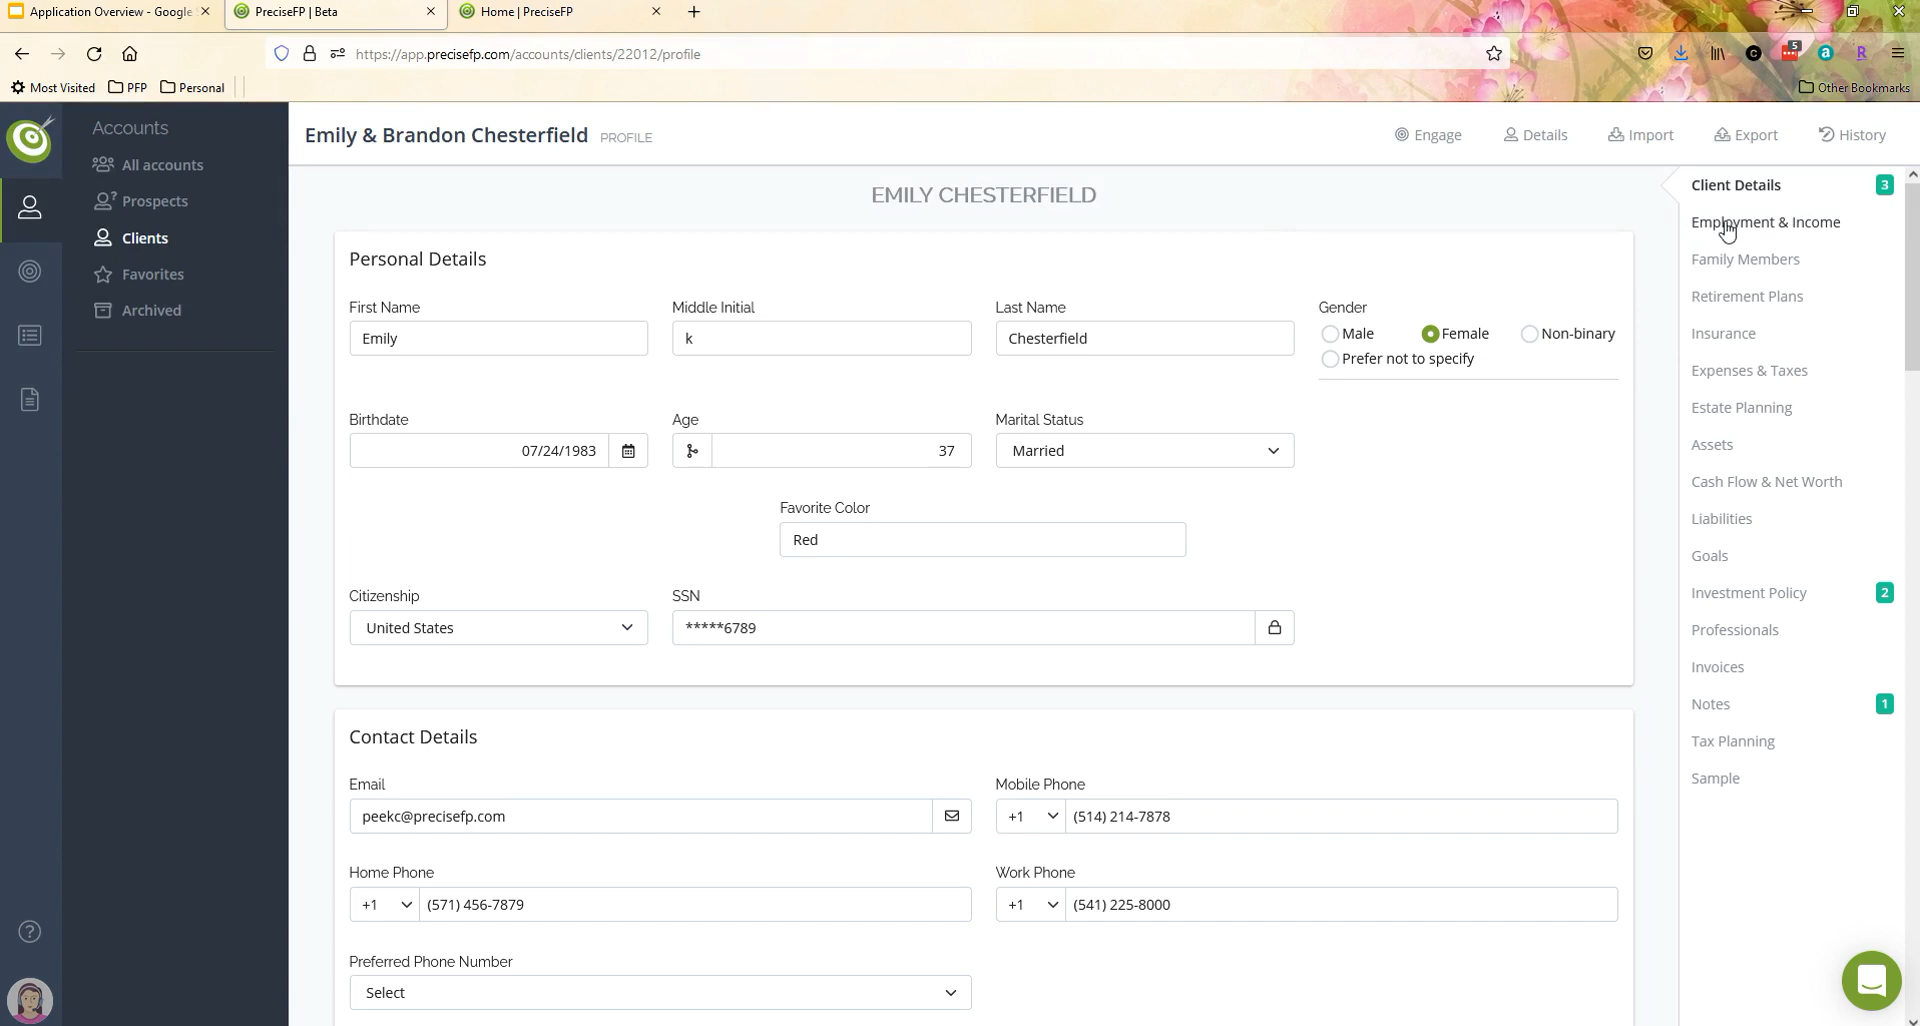 Application Overview - Google
PreciseFP | Beta
Home | PreciseFP
https://app.precisefp.com/accounts/clients/22012/profile
5
Most Visited
PFP
Personal
Other Bookmarks
Accounts
All accounts
Prospects
Clients
Favorites
Archived
Emily & Brandon Chesterfield PROFILE
Engage
Details
Import
Export
History
EMILY CHESTERFIELD
Personal Details
First Name
Middle Initial
Last Name
Gender
Emily
k
Chesterfield
Male
Female
Non-binary
Prefer not to specify
Birthdate
Age
Marital Status
07/24/1983
37
Married
Favorite Color
Red
Citizenship
SSN
United States
*****6789
Contact Details
Email
Mobile Phone
peekc@precisefp.com
+1
(514) 214-7878
Home Phone
Work Phone
+1
(571) 456-7879
+1
(541) 225-8000
Preferred Phone Number
Select
Client Details 3
Employment & Income
Family Members
Retirement Plans
Insurance
Expenses & Taxes
Estate Planning
Assets
Cash Flow & Net Worth
Liabilities
Goals
Investment Policy 2
Professionals
Invoices
Notes 1
Tax Planning
Sample